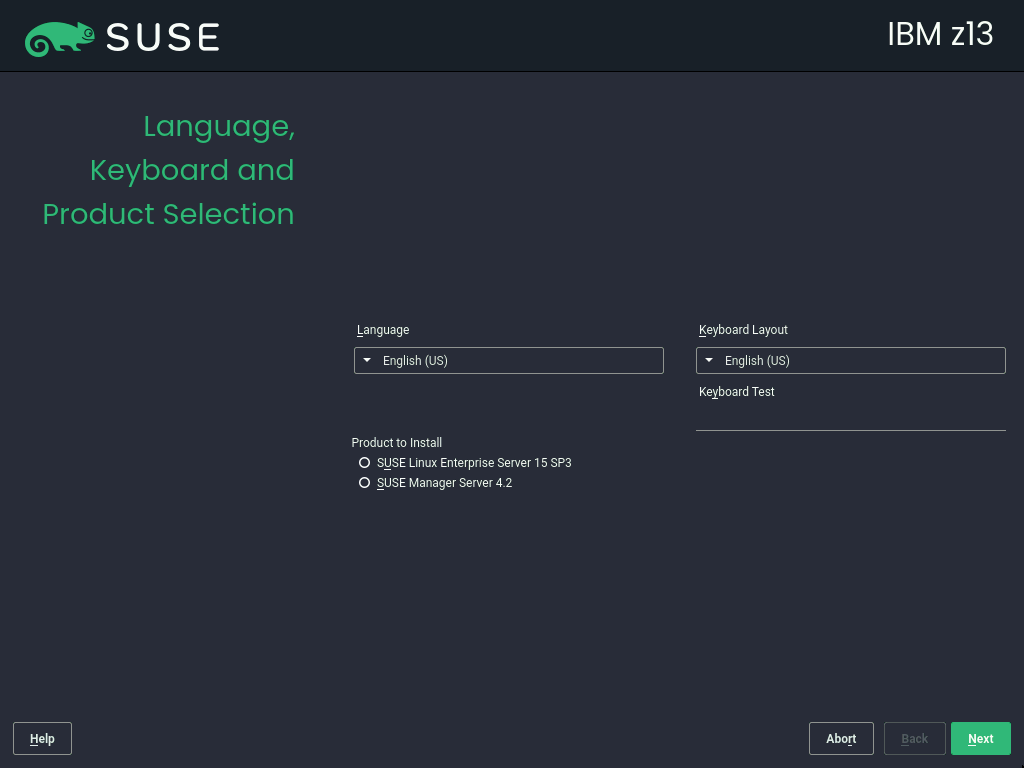 SUSE
IBM z13
Language,
Keyboard and
Product Selection
Language
Keyboard Layout
English (US)
English (US)
Keyboard Test
Product to Install
SUSE Linux Enterprise Server 15 SP3
SUSE Manager Server 4.2
Help
Abort
Back
Next